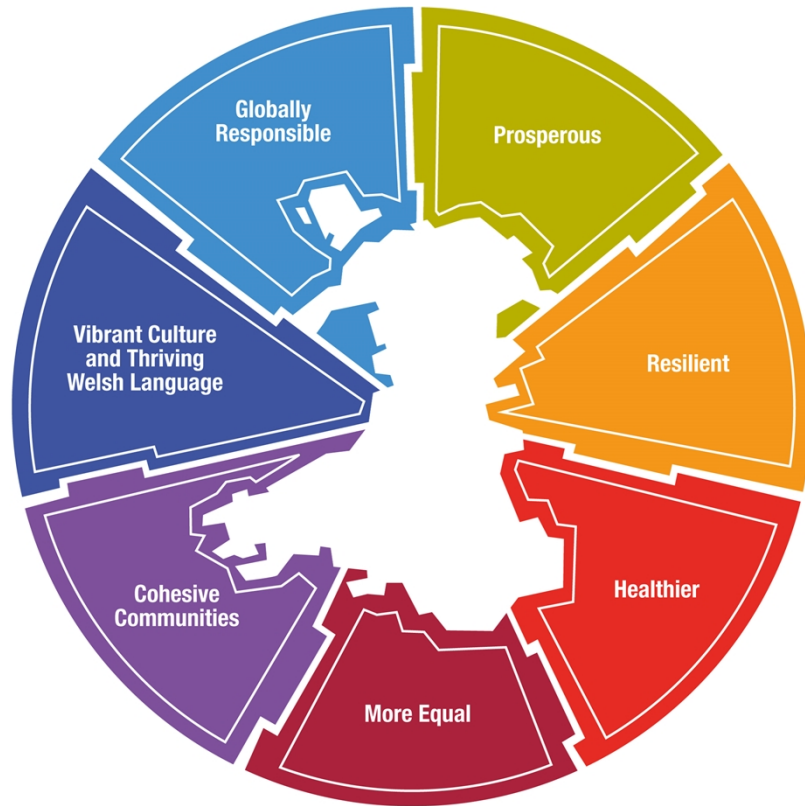 Globally
Responsible
Prosperous
Vibrant Culture
and Thriving
Welsh Language
Resilient
Cohesive
Communities
Healthier
More Equal